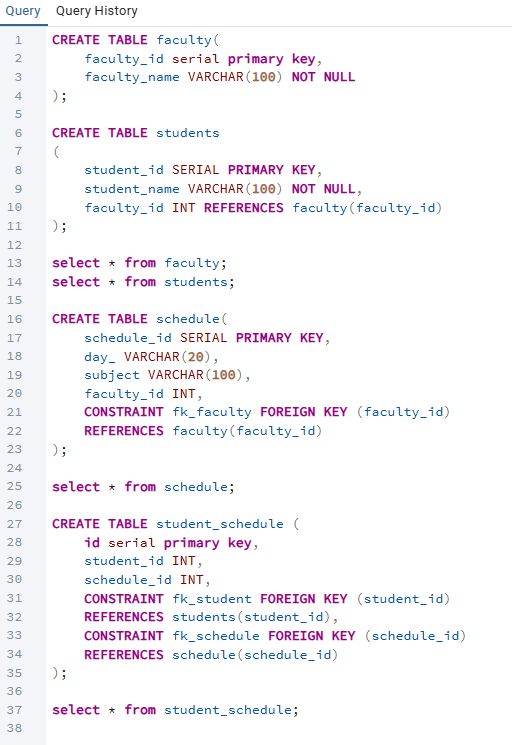 Query Query History
1 CREATE TABLE faculty(
2 faculty_id serial primary key,
3 faculty_name VARCHAR(100) NOT NULL
4 );
5
6 CREATE TABLE students
7 (
8 student_id SERIAL PRIMARY KEY,
9 student_name VARCHAR(100) NOT NULL,
10 faculty_id INT REFERENCES faculty(faculty_id)
11 );
12
13 select * from faculty;
14 select * from students;
15
16 CREATE TABLE schedule(
17 schedule_id SERIAL PRIMARY KEY,
18 day_ VARCHAR(20),
19 subject VARCHAR(100),
20 faculty_id INT,
21 CONSTRAINT fk_faculty FOREIGN KEY (faculty_id)
22 REFERENCES faculty(faculty_id)
23 );
24
25 select * from schedule;
26
27 CREATE TABLE student_schedule (
28 id serial primary key,
29 student_id INT,
30 schedule_id INT,
31 CONSTRAINT fk_student FOREIGN KEY (student_id)
32 REFERENCES students(student_id),
33 CONSTRAINT fk_schedule FOREIGN KEY (schedule_id)
34 REFERENCES schedule(schedule_id)
35 );
36
37 select * from student_schedule;
38